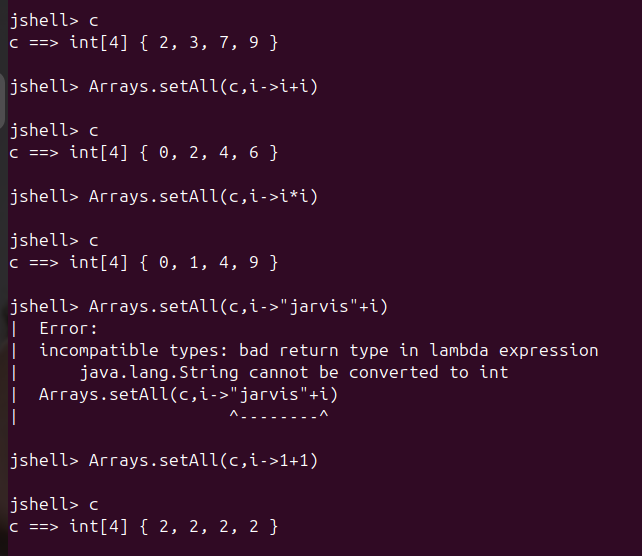 jshell> c
c ==> int[4] { 2, 3, 7, 9 }
jshell> Arrays.setAll(c,i->i+i)
jshell> c
c ==> int[4] { 0, 2, 4, 6 }
jshell> Arrays.setAll(c,i->i*i)
jshell> c
c ==> int[4] { 0, 1, 4, 9 }
jshell> Arrays.setAll(c,i->"jarvis"+i)
|  Error:
|  incompatible types: bad return type in lambda expression
|      java.lang.String cannot be converted to int
|  Arrays.setAll(c,i->"jarvis"+i)
|                     ^--------^
jshell> Arrays.setAll(c,i->1+1)
jshell> c
c ==> int[4] { 2, 2, 2, 2 }